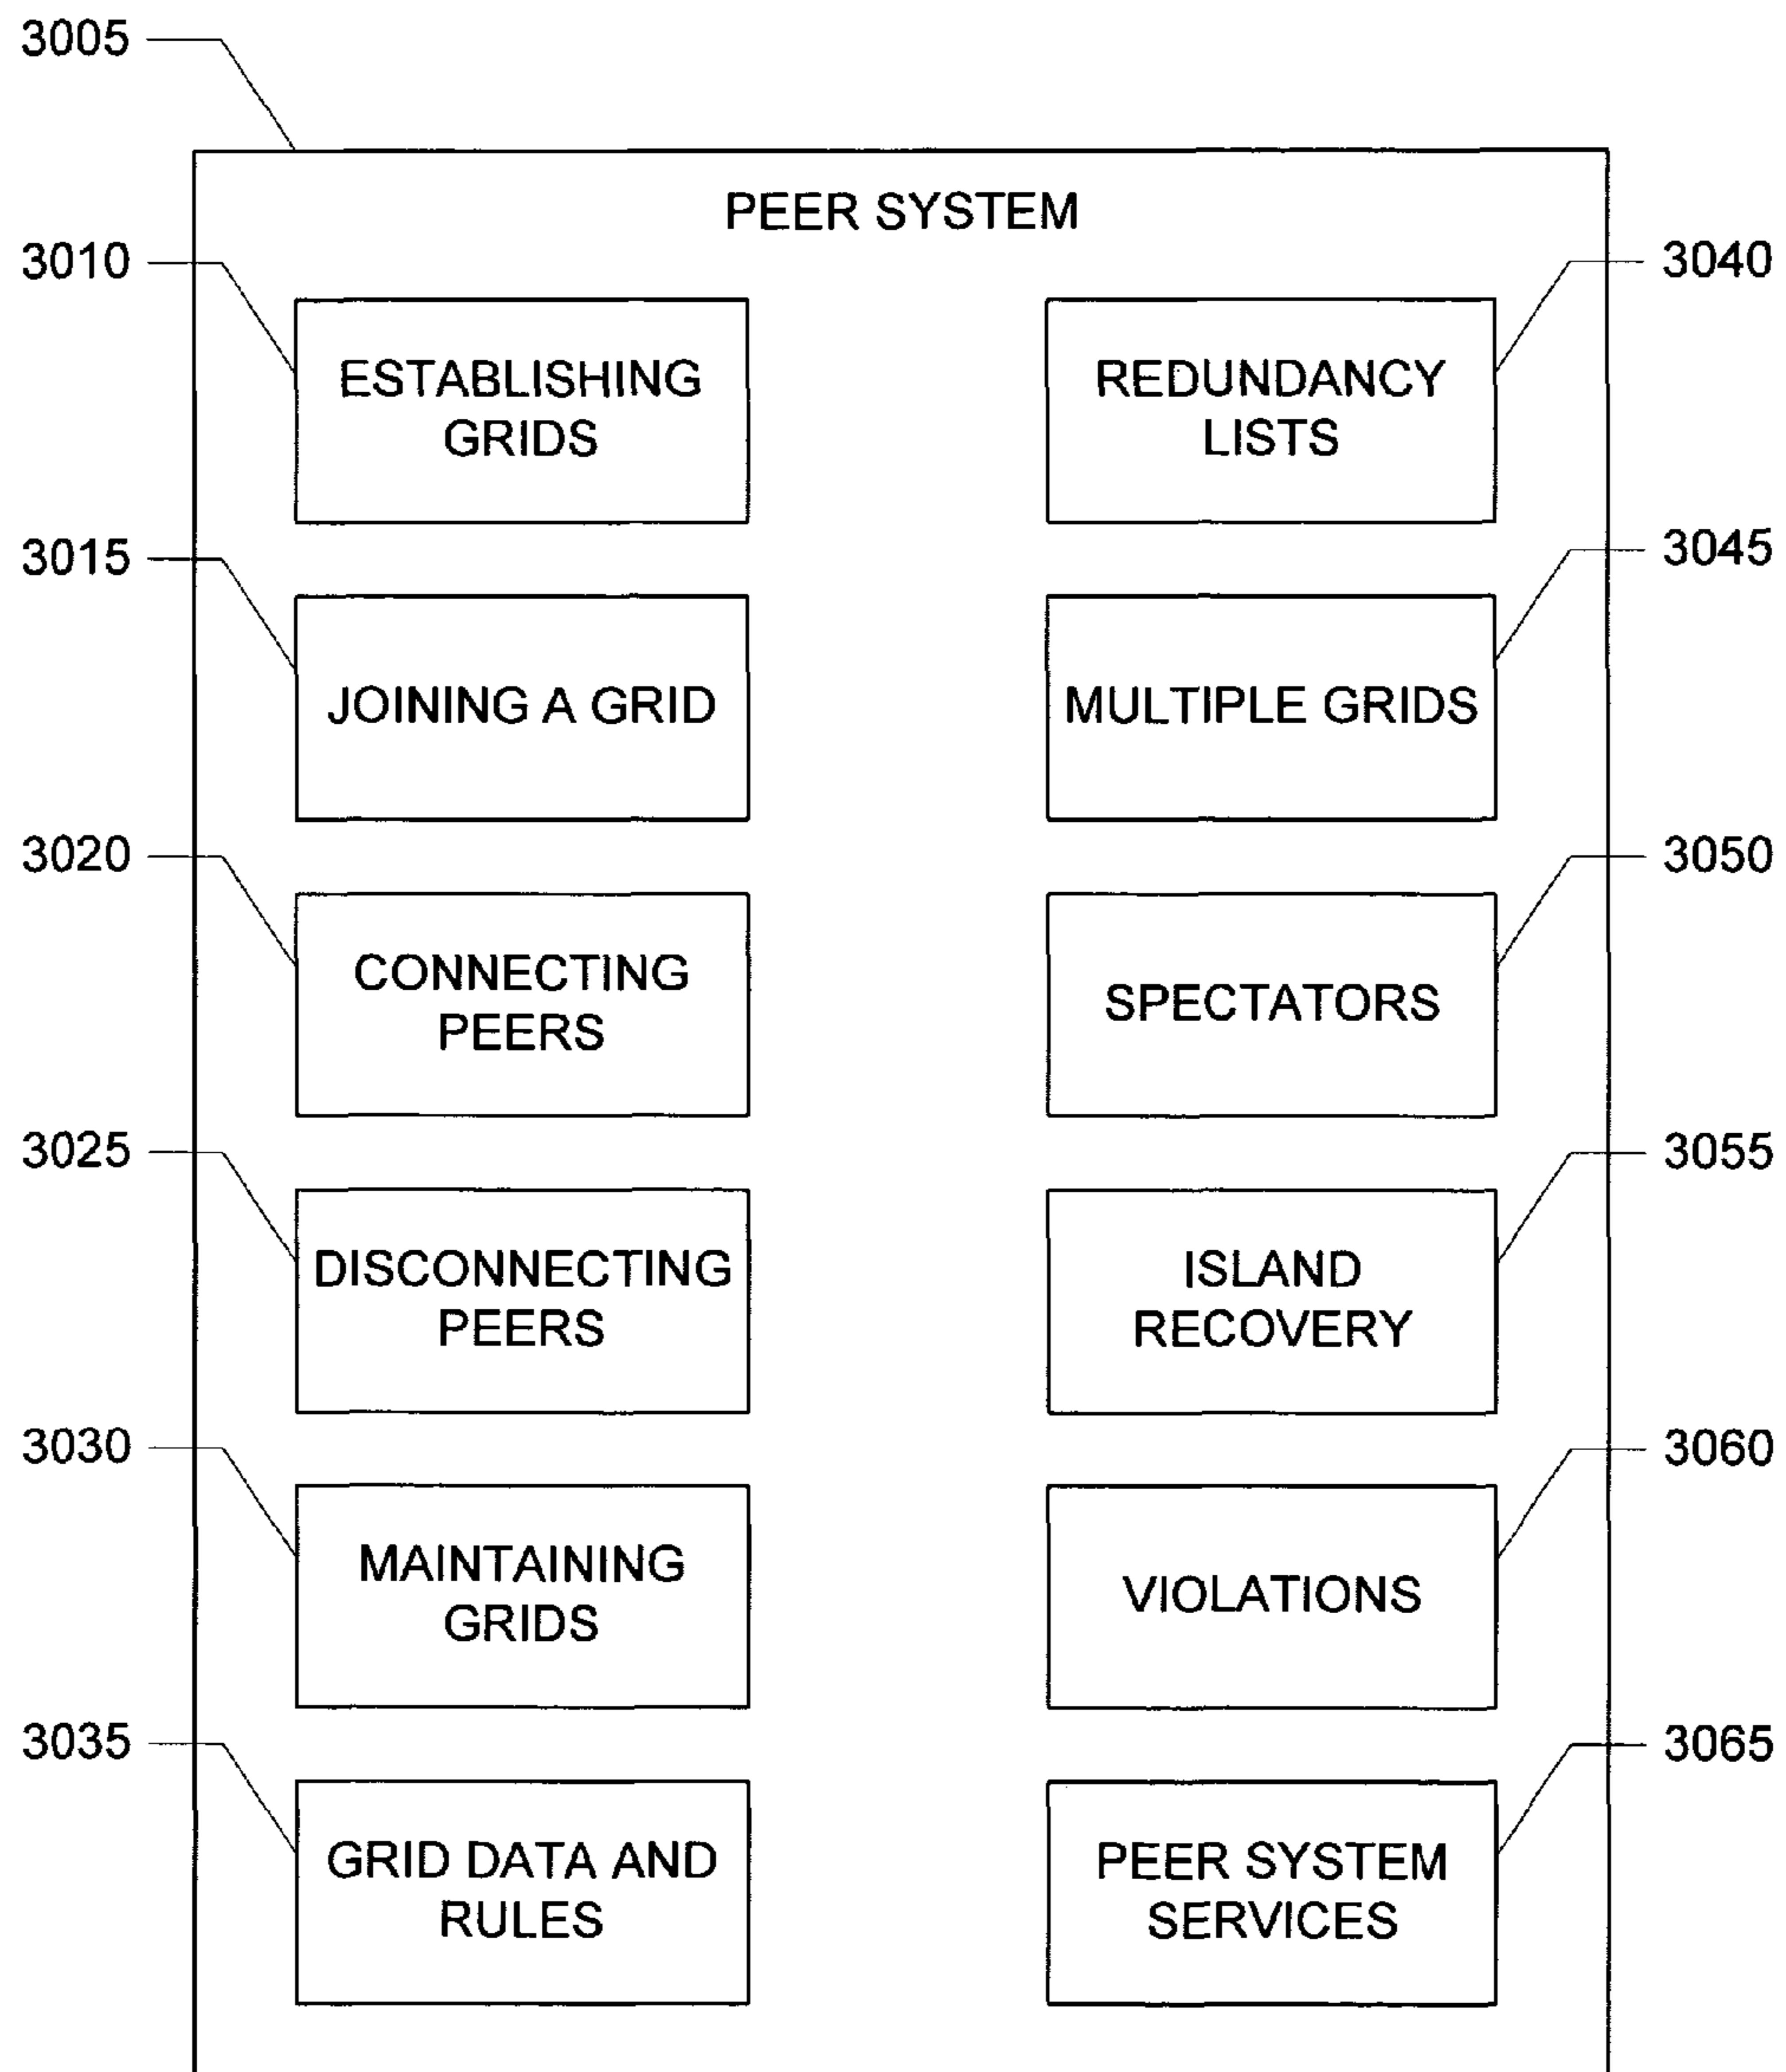 3005
PEER SYSTEM
3010
ESTABLISHING
GRIDS
3040
REDUNDANCY
LISTS
3015
JOINING A GRID
3045
MULTIPLE GRIDS
3020
CONNECTING
PEERS
3050
SPECTATORS
3025
DISCONNECTING
PEERS
3055
ISLAND
RECOVERY
3030
MAINTAINING
GRIDS
3060
VIOLATIONS
3035
GRID DATA AND
RULES
3065
PEER SYSTEM
SERVICES